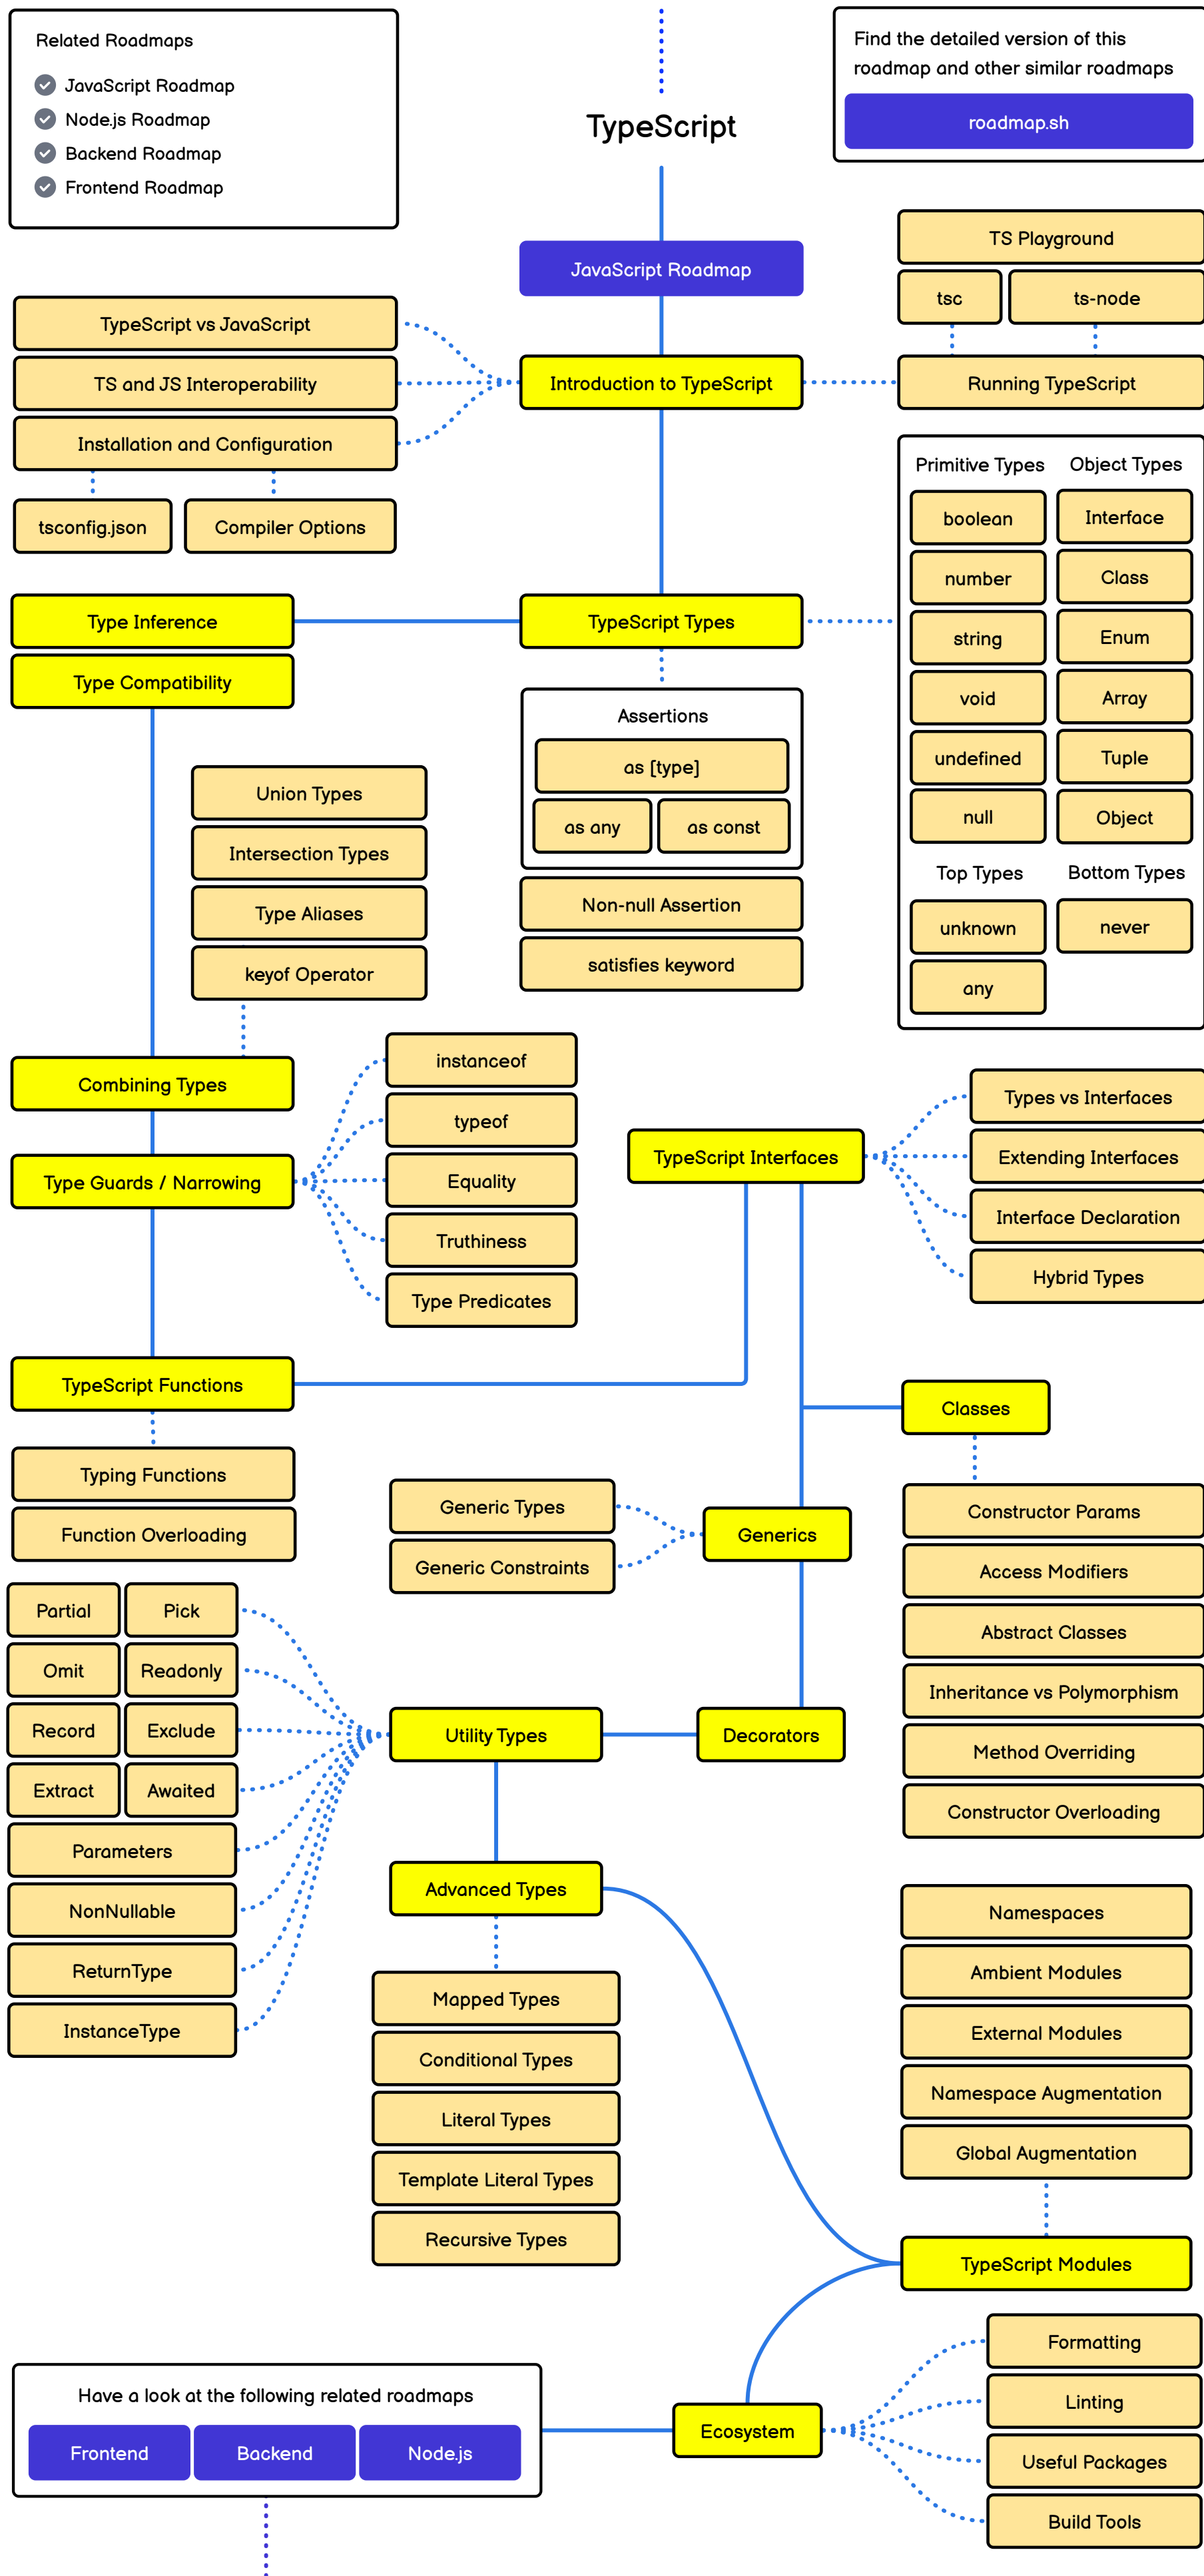 Related Roadmaps
JavaScript Roadmap
Node.js Roadmap
Backend Roadmap
Frontend Roadmap
TypeScript
Find the detailed version of this
roadmap and other similar roadmaps
roadmap.sh
JavaScript Roadmap
TS Playground
tsc
ts-node
TypeScript vs JavaScript
TS and JS Interoperability
Installation and Configuration
tsconfig.json
Compiler Options
Introduction to TypeScript
Running TypeScript
Primitive Types
boolean
number
string
void
undefined
null
Object Types
Interface
Class
Enum
Array
Tuple
Object
Top Types
unknown
any
Bottom Types
never
Type Inference
Type Compatibility
TypeScript Types
Assertions
as [type]
as any
as const
Non-null Assertion
satisfies keyword
Union Types
Intersection Types
Type Aliases
keyof Operator
Combining Types
Type Guards / Narrowing
instanceof
typeof
Equality
Truthiness
Type Predicates
TypeScript Interfaces
Types vs Interfaces
Extending Interfaces
Interface Declaration
Hybrid Types
TypeScript Functions
Typing Functions
Function Overloading
Classes
Constructor Params
Access Modifiers
Abstract Classes
Inheritance vs Polymorphism
Method Overriding
Constructor Overloading
Generic Types
Generic Constraints
Generics
Partial
Pick
Omit
Readonly
Record
Exclude
Extract
Awaited
Parameters
NonNullable
ReturnType
InstanceType
Utility Types
Decorators
Advanced Types
Mapped Types
Conditional Types
Literal Types
Template Literal Types
Recursive Types
Namespaces
Ambient Modules
External Modules
Namespace Augmentation
Global Augmentation
TypeScript Modules
Formatting
Linting
Useful Packages
Build Tools
Ecosystem
Have a look at the following related roadmaps
Frontend
Backend
Node.js